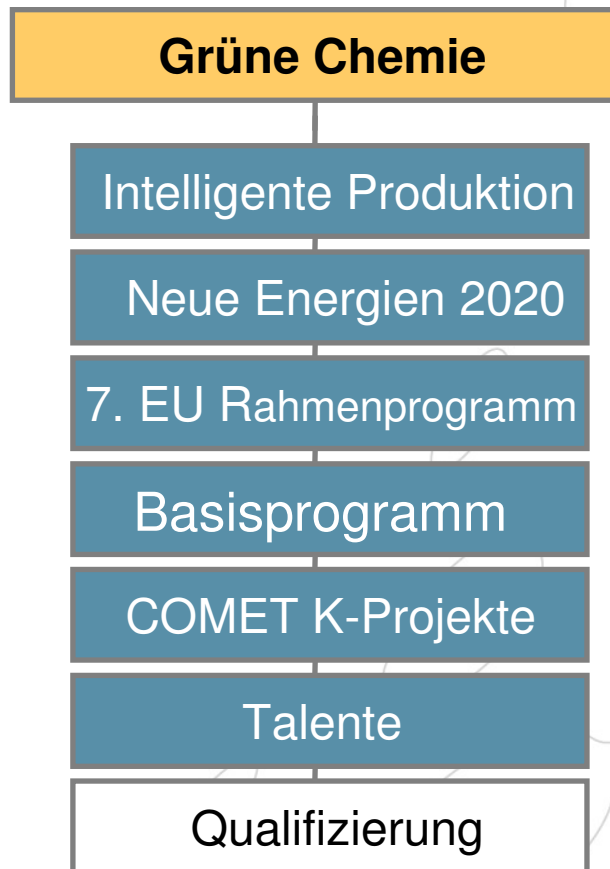 Grüne Chemie
Intelligente Produktion
Neue Energien 2020
7. EU Rahmenprogramm
Basisprogramm
COMET K-Projekte
Talente
Qualifizierung